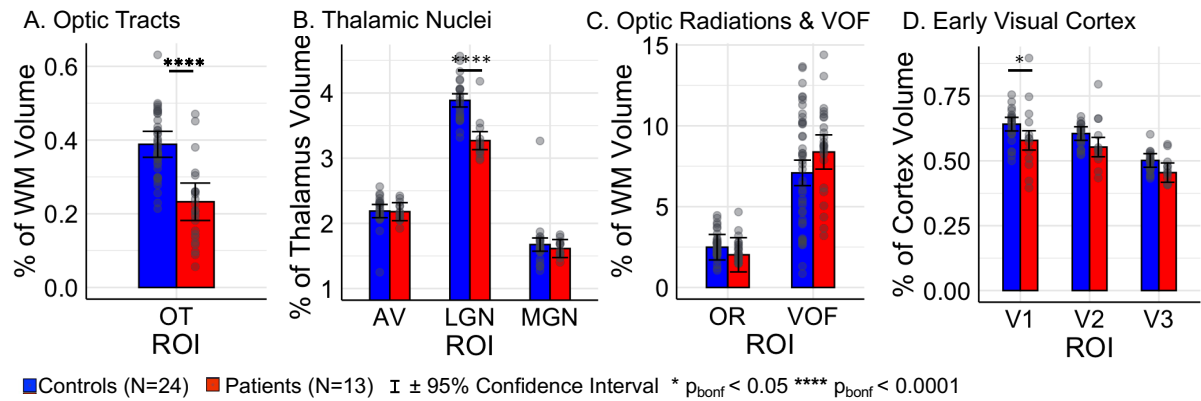 A. Optic Tracts
% of WM Volume
0.6
0.4
0.2
0.0
****
OT
ROI
B. Thalamic Nuclei
% of Thalamus Volume
4
3
2
1
****
AV LGN MGN
ROI
C. Optic Radiations & VOF
% of WM Volume
15
10
5
0
OR VOF
ROI
D. Early Visual Cortex
% of Cortex Volume
0.75
0.50
0.25
0.00
*
V1 V2 V3
ROI
Controls (N=24) Patients (N=13) ± 95% Confidence Interval * pbonf < 0.05 **** pbonf < 0.0001